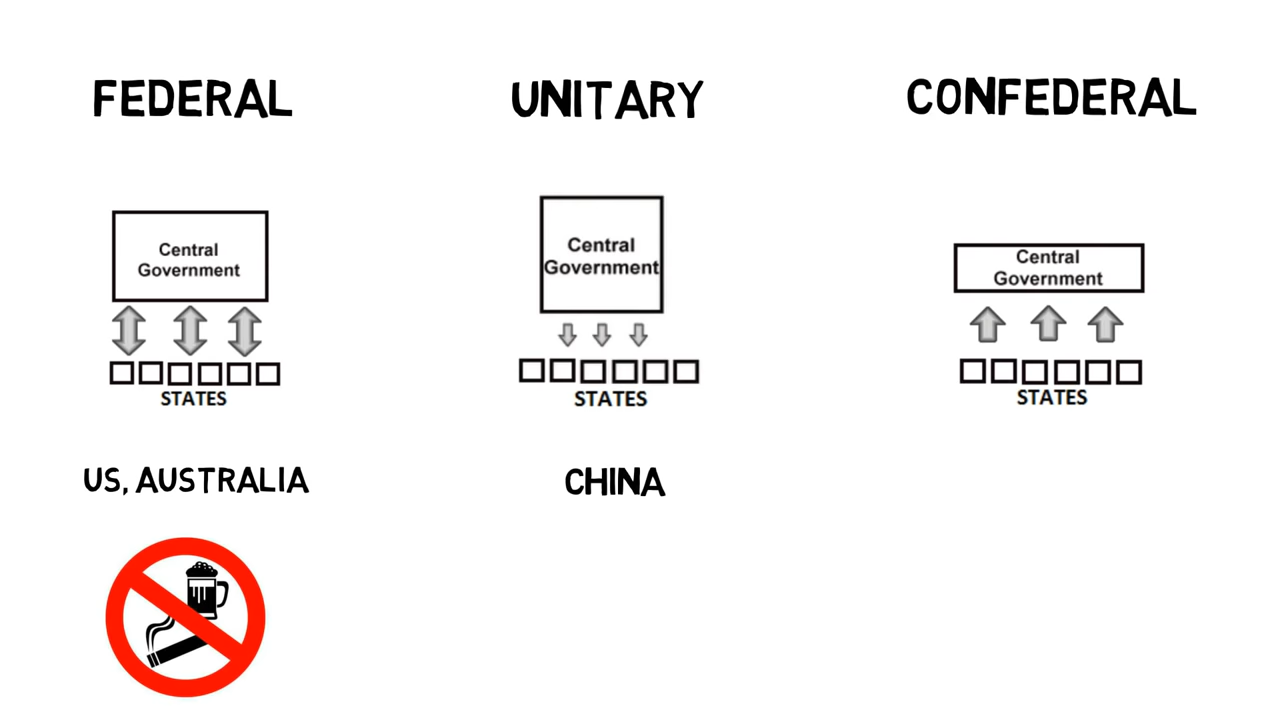 FEDERAL
UNITARY
CONFEDERAL
Central
Government
STATES
Central
Government
STATES
Central
Government
STATES
US, AUSTRALIA
CHINA